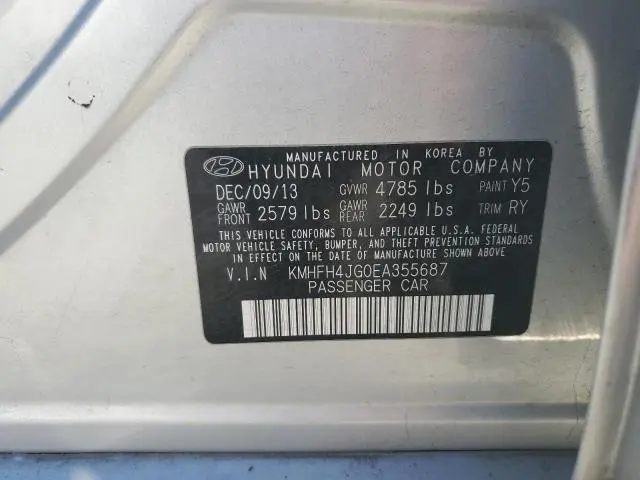 MANUFACTURED IN KOREA BY
HYUNDAI MOTOR COMPANY
DEC/09/13 GVWR 4785 lbs PAINT Y5
GAWR FRONT 2579 lbs GAWR REAR 2249 lbs TRIM RY
THIS VEHICLE CONFORMS TO ALL APPLICABLE U.S.A. FEDERAL
MOTOR VEHICLE SAFETY, BUMPER, AND THEFT PREVENTION STANDARDS
IN EFFECT ON THE DATE OF MANUFACTURE SHOWN ABOVE
V.I.N KMHFH4JG0EA355687
PASSENGER CAR